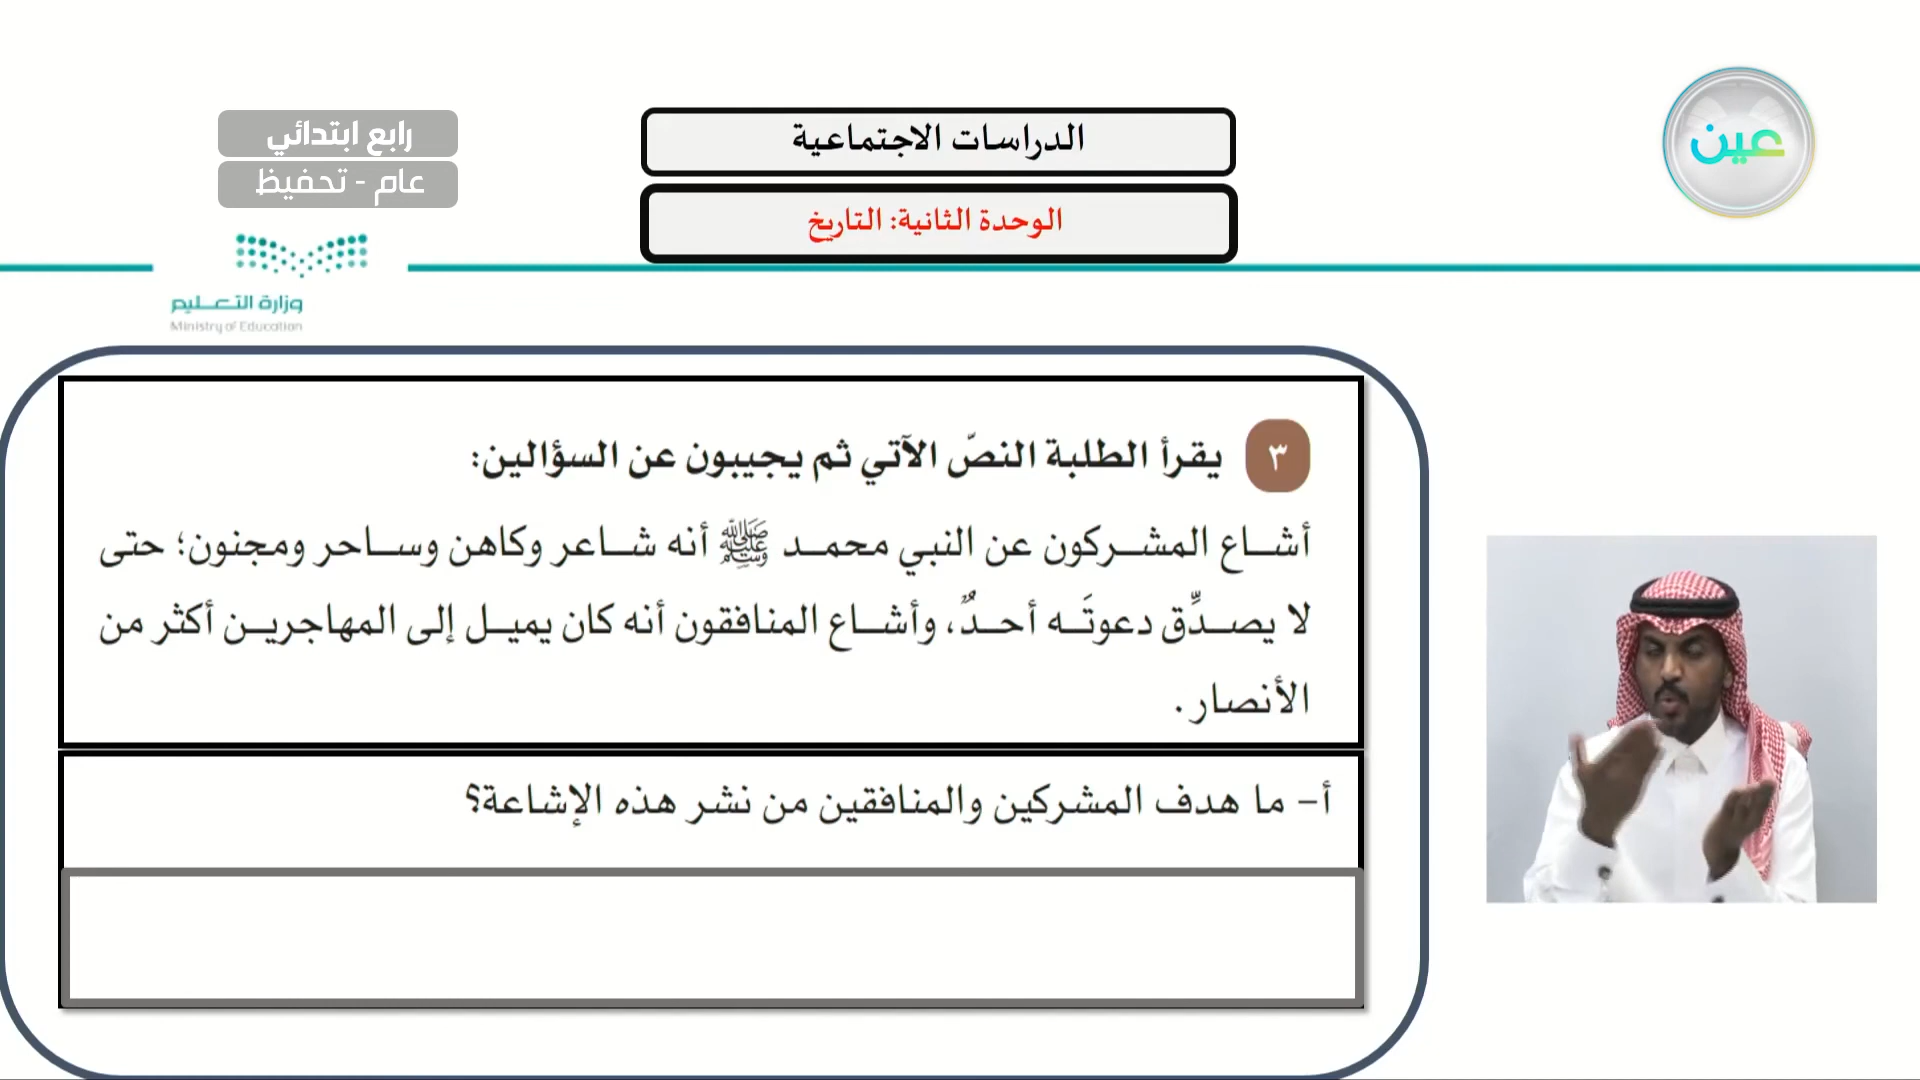 رابع ابتدائي
عام - تحفيظ
الدراسات الاجتماعية
الوحدة الثانية: التاريخ
عين
وزارة التعليم
Ministry of Education
٣ يقرأ الطلبة النصّ الآتي ثم يجيبون عن السؤالين:
أشاع المشركون عن النبي محمد ﷺ أنه شاعر وكاهن وساحر ومجنون؛ حتى
لا يصدِّق دعوتَه أحدٌ، وأشاع المنافقون أنه كان يميل إلى المهاجرين أكثر من
الأنصار.
أ- ما هدف المشركين والمنافقين من نشر هذه الإشاعة؟